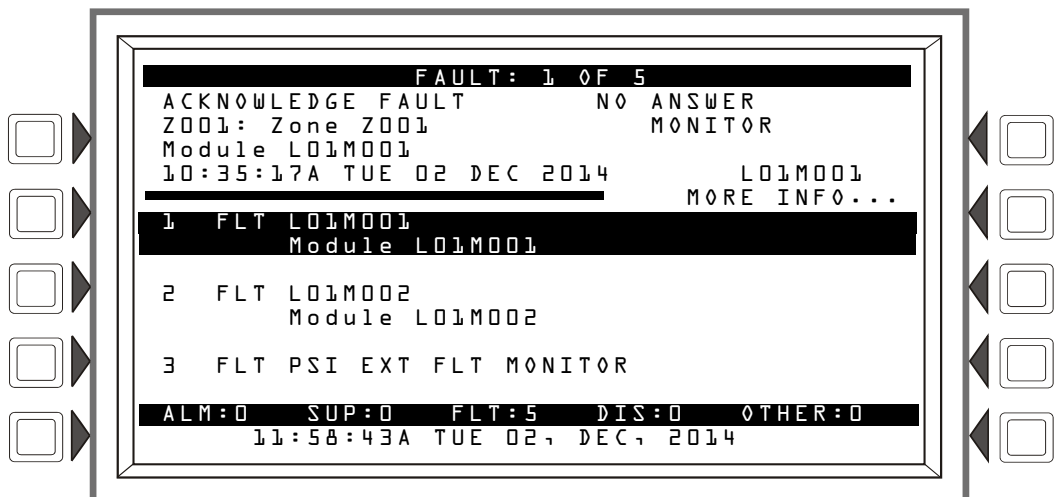 FAULT: 1 OF 5
ACKNOWLEDGE FAULT NO ANSWER
Z001: Zone Z001 MONITOR
Module L01M001
10:35:17A TUE 02 DEC 2014 L01M001
MORE INFO...
1 FLT L01M001
Module L01M001
2 FLT L01M002
Module L01M002
3 FLT PSI EXT FLT MONITOR
ALM:0 SUP:0 FLT:5 DIS:0 OTHER:0
11:58:43A TUE 02, DEC, 2014